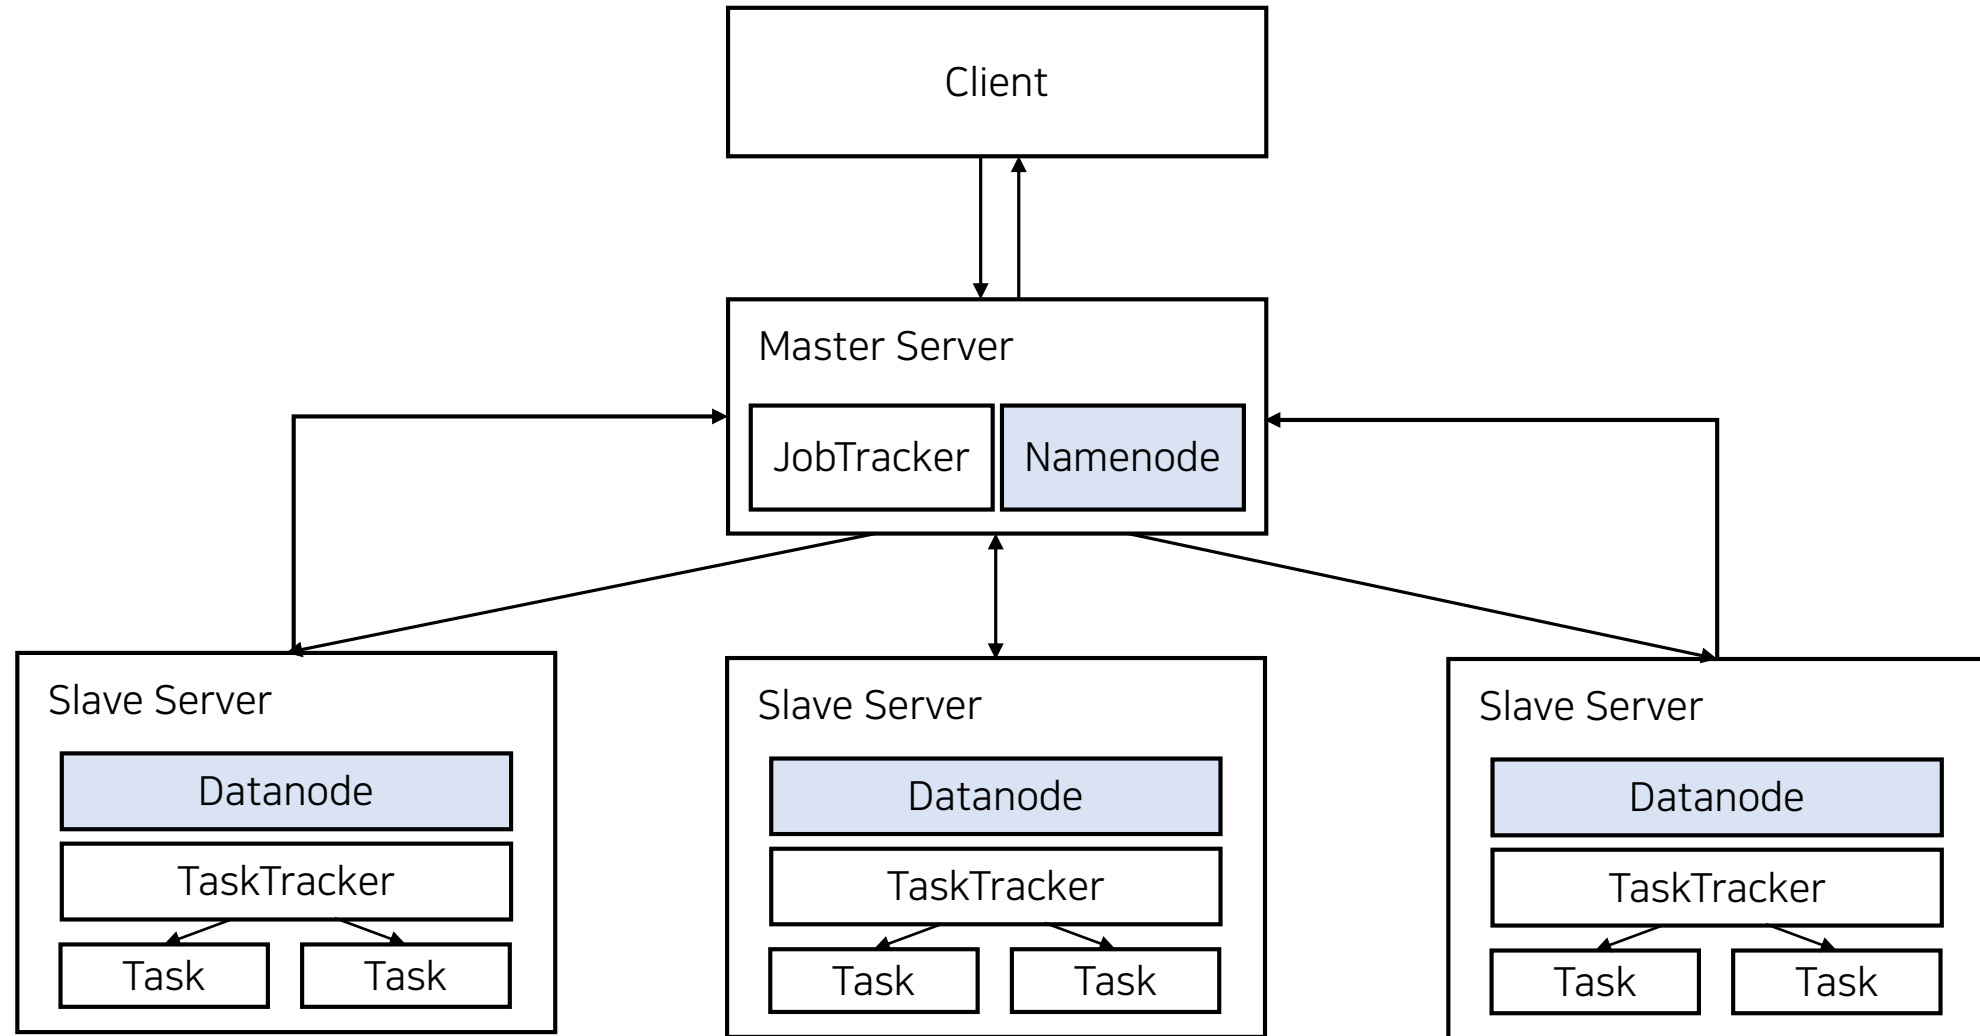 Client
Master Server
JobTracker
Namenode
Slave Server
Datanode
TaskTracker
Task
Task
Slave Server
Datanode
TaskTracker
Task
Task
Slave Server
Datanode
TaskTracker
Task
Task